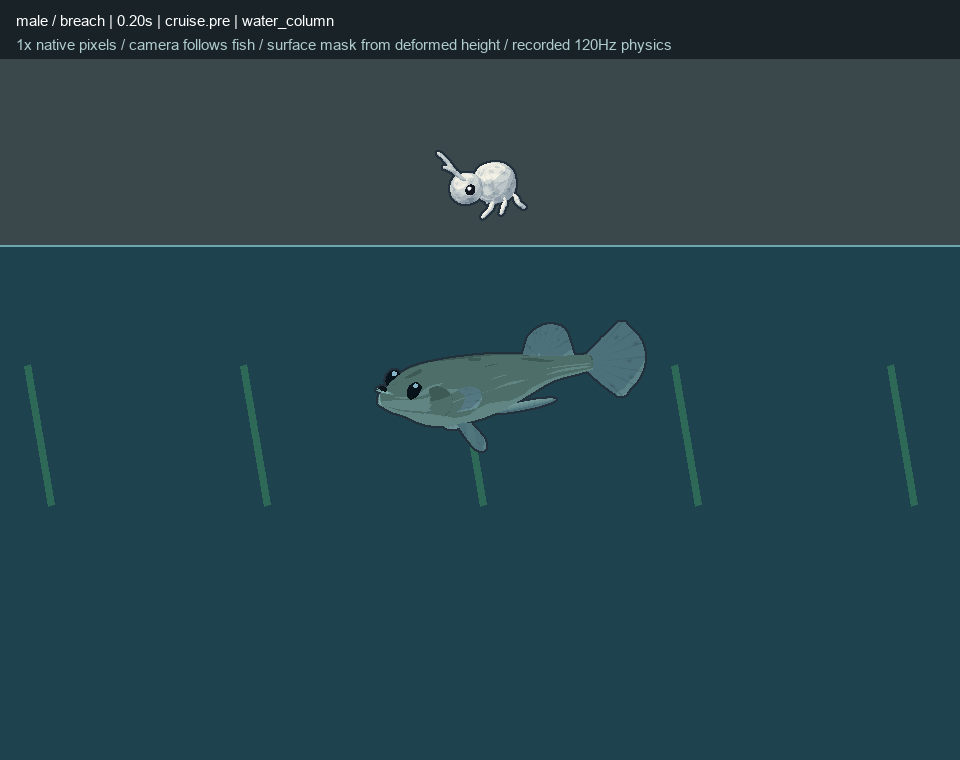 male / breach | 0.20s | cruise.pre | water_column
1x native pixels / camera follows fish / surface mask from deformed height / recorded 120Hz physics